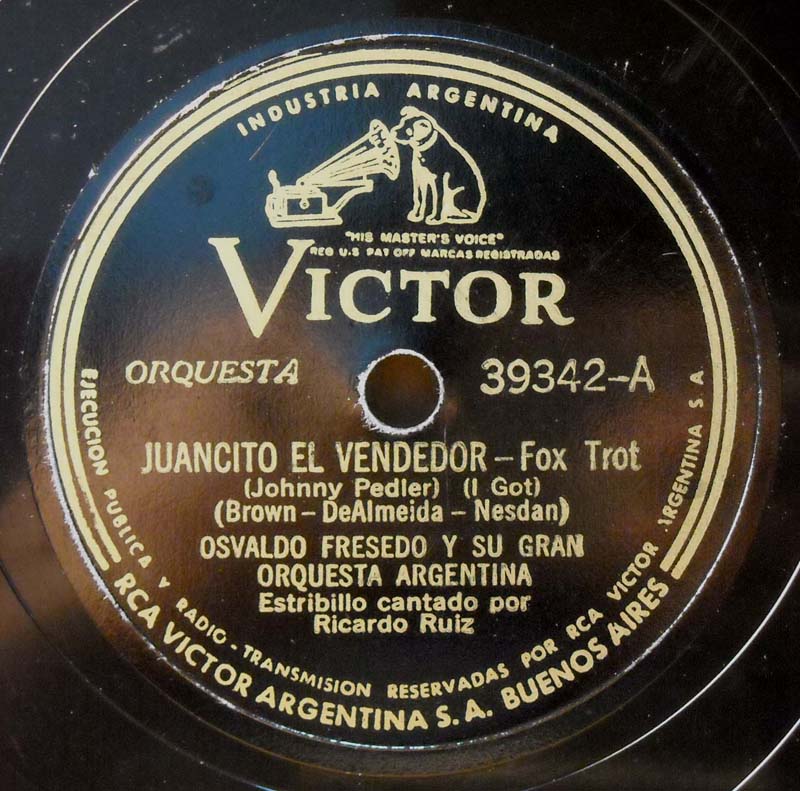 INDUSTRIA ARGENTINA
"HIS MASTER'S VOICE"
REG U.S PAT OFF MARCAS REGISTRADAS
VICTOR
ORQUESTA
39342-A
JUANCITO EL VENDEDOR - Fox Trot
(Johnny Pedler) (I Got)
(Brown - DeAlmeida - Nesdan)
OSVALDO FRESEDO Y SU GRAN
ORQUESTA ARGENTINA
Estribillo cantado por
Ricardo Ruiz
EJECUCION PUBLICA Y RADIO-TRANSMISION RESERVADAS POR RCA VICTOR ARGENTINA S.A.
RCA VICTOR ARGENTINA S.A. BUENOS AIRES